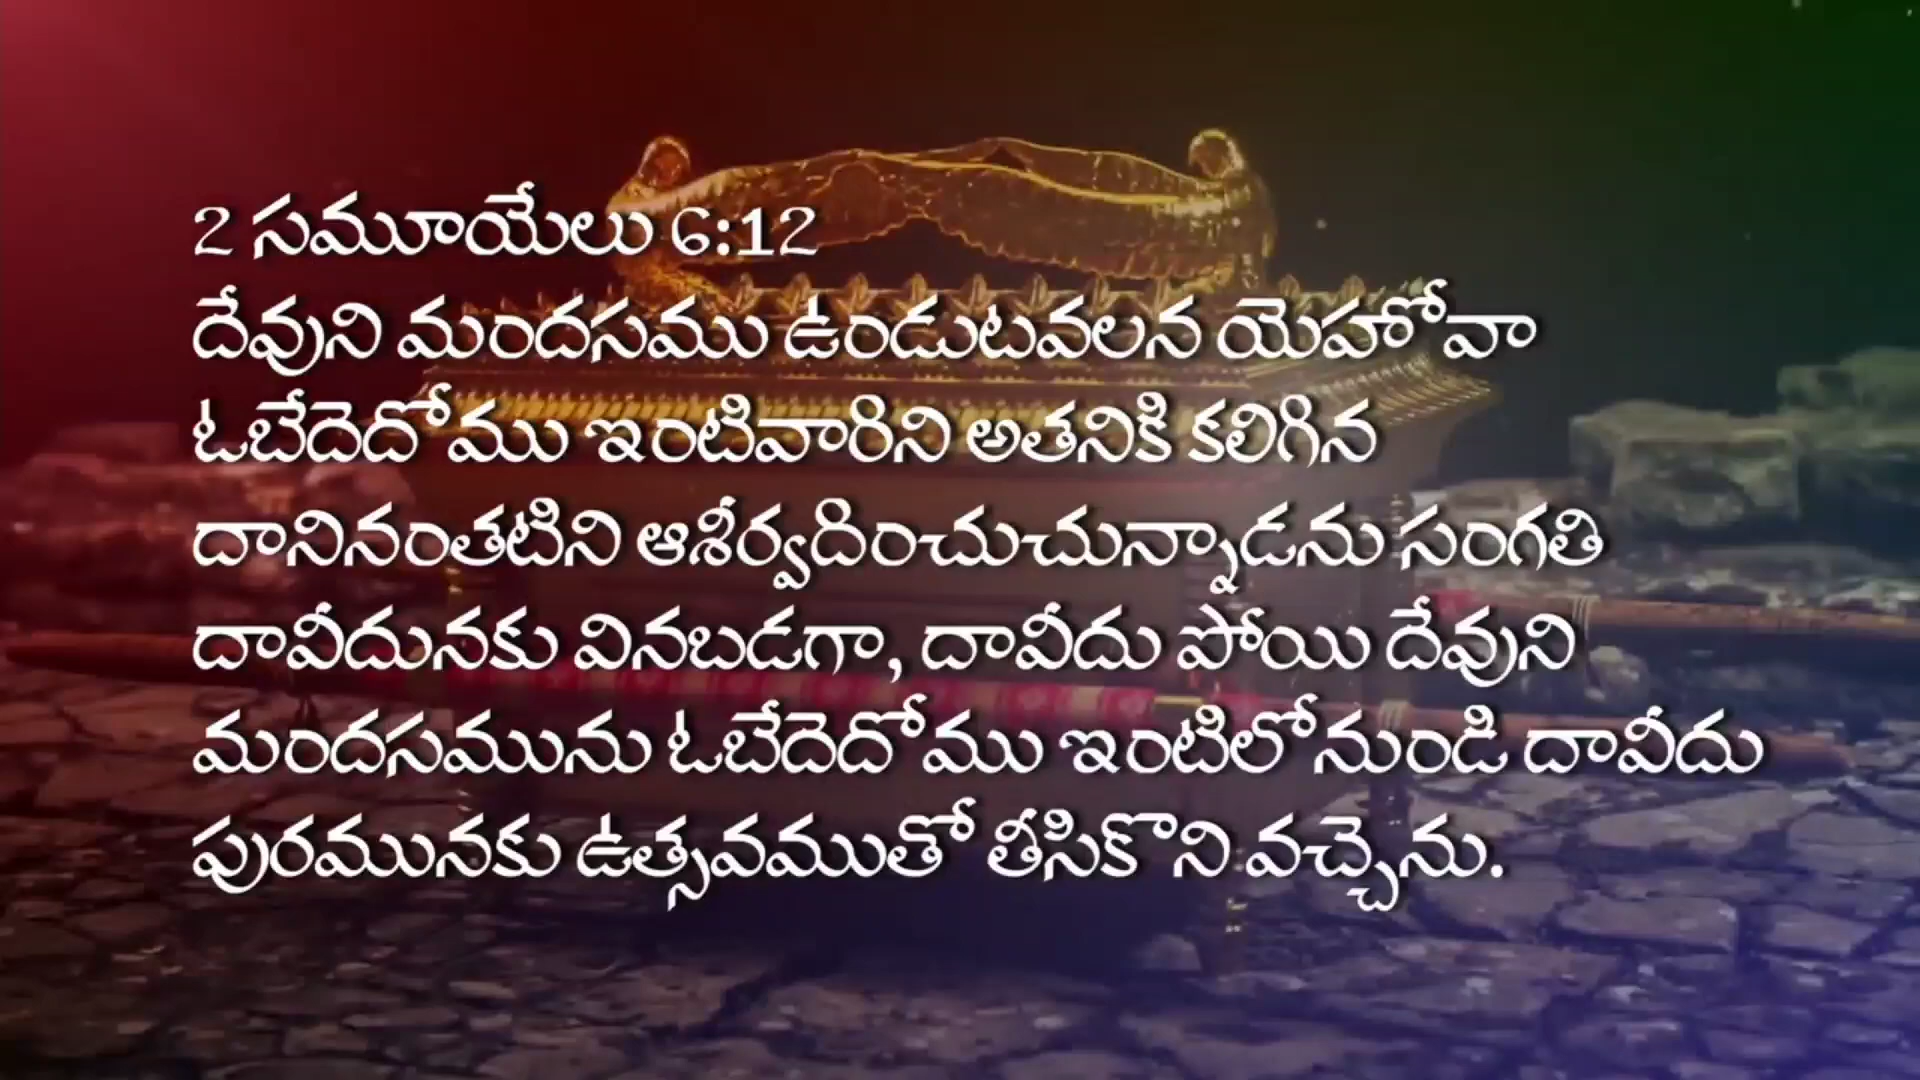 2 సమూయేలు 6:12
దేవుని మందసము ఉండుటవలన యెహోవా
ఓబేదెదోము ఇంటివారిని అతనికి కలిగిన
దానినంతటిని ఆశీర్వదించుచున్నాడను సంగతి
దావీదునకు వినబడగా, దావీదు పోయి దేవుని
మందసమును ఓబేదెదోము ఇంటిలోనుండి దావీదు
పురమునకు ఉత్సవముతో తీసికొని వచ్చెను.